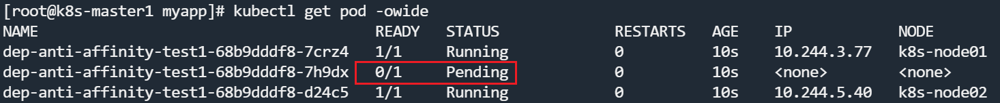 [root@k8s-master1 myapp]# kubectl get pod -owide
NAME READY STATUS RESTARTS AGE IP NODE
dep-anti-affinity-test1-68b9dddf8-7crz4 1/1 Running 0 10s 10.244.3.77 k8s-node01
dep-anti-affinity-test1-68b9dddf8-7h9dx 0/1 Pending 0 10s <none> <none>
dep-anti-affinity-test1-68b9dddf8-d24c5 1/1 Running 0 10s 10.244.5.40 k8s-node02